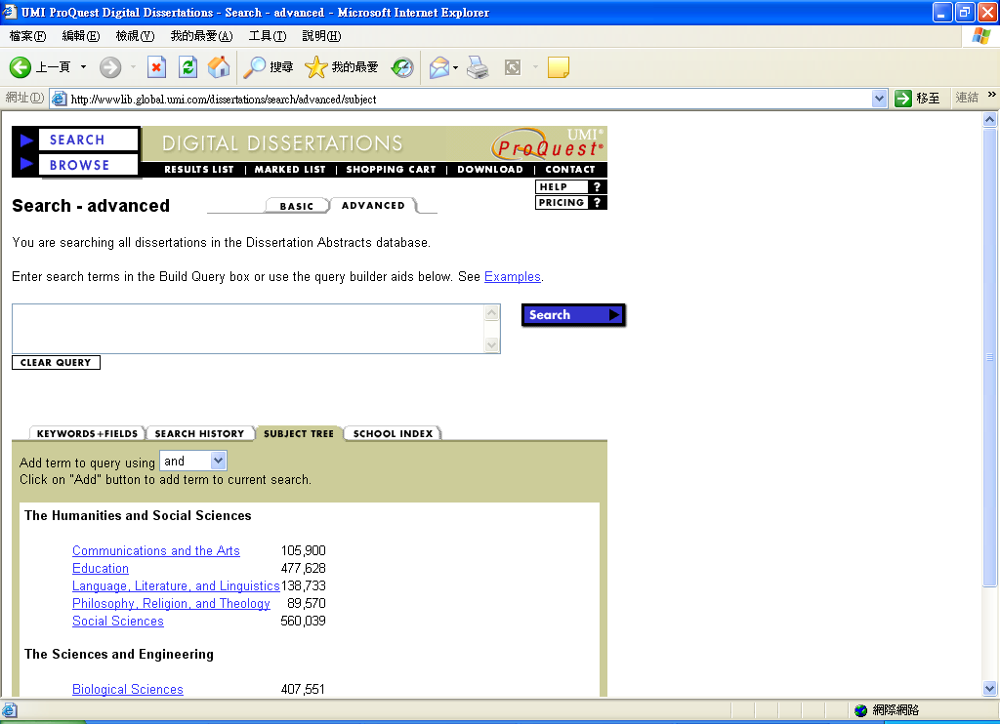 UMI ProQuest Digital Dissertations - Search - advanced - Microsoft Internet Explorer
檔案(F) 編輯(E) 檢視(V) 我的最愛(A) 工具(T) 說明(H)
上一頁 搜尋 我的最愛
網址(D) http://wwwlib.global.umi.com/dissertations/search/advanced/subject 移至 連結 »
SEARCH
BROWSE
DIGITAL DISSERTATIONS
UMI®
ProQuest®
RESULTS LIST | MARKED LIST | SHOPPING CART | DOWNLOAD | CONTACT
HELP ?
PRICING ?
Search - advanced
BASIC ADVANCED
You are searching all dissertations in the Dissertation Abstracts database.
Enter search terms in the Build Query box or use the query builder aids below. See Examples.
Search
CLEAR QUERY
KEYWORDS+FIELDS SEARCH HISTORY SUBJECT TREE SCHOOL INDEX
Add term to query using and
Click on "Add" button to add term to current search.
The Humanities and Social Sciences
Communications and the Arts 105,900
Education 477,628
Language, Literature, and Linguistics 138,733
Philosophy, Religion, and Theology 89,570
Social Sciences 560,039
The Sciences and Engineering
Biological Sciences 407,551
網際網路